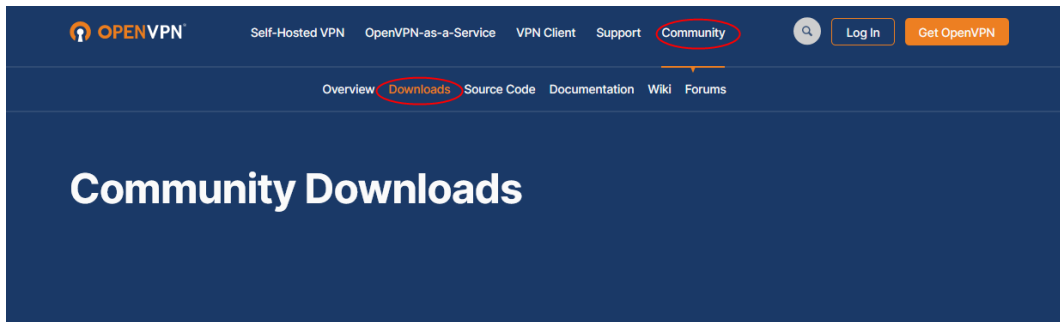 OPENVPN® Self-Hosted VPN OpenVPN-as-a-Service VPN Client Support Community Log In Get OpenVPN
Overview Downloads Source Code Documentation Wiki Forums
Community Downloads